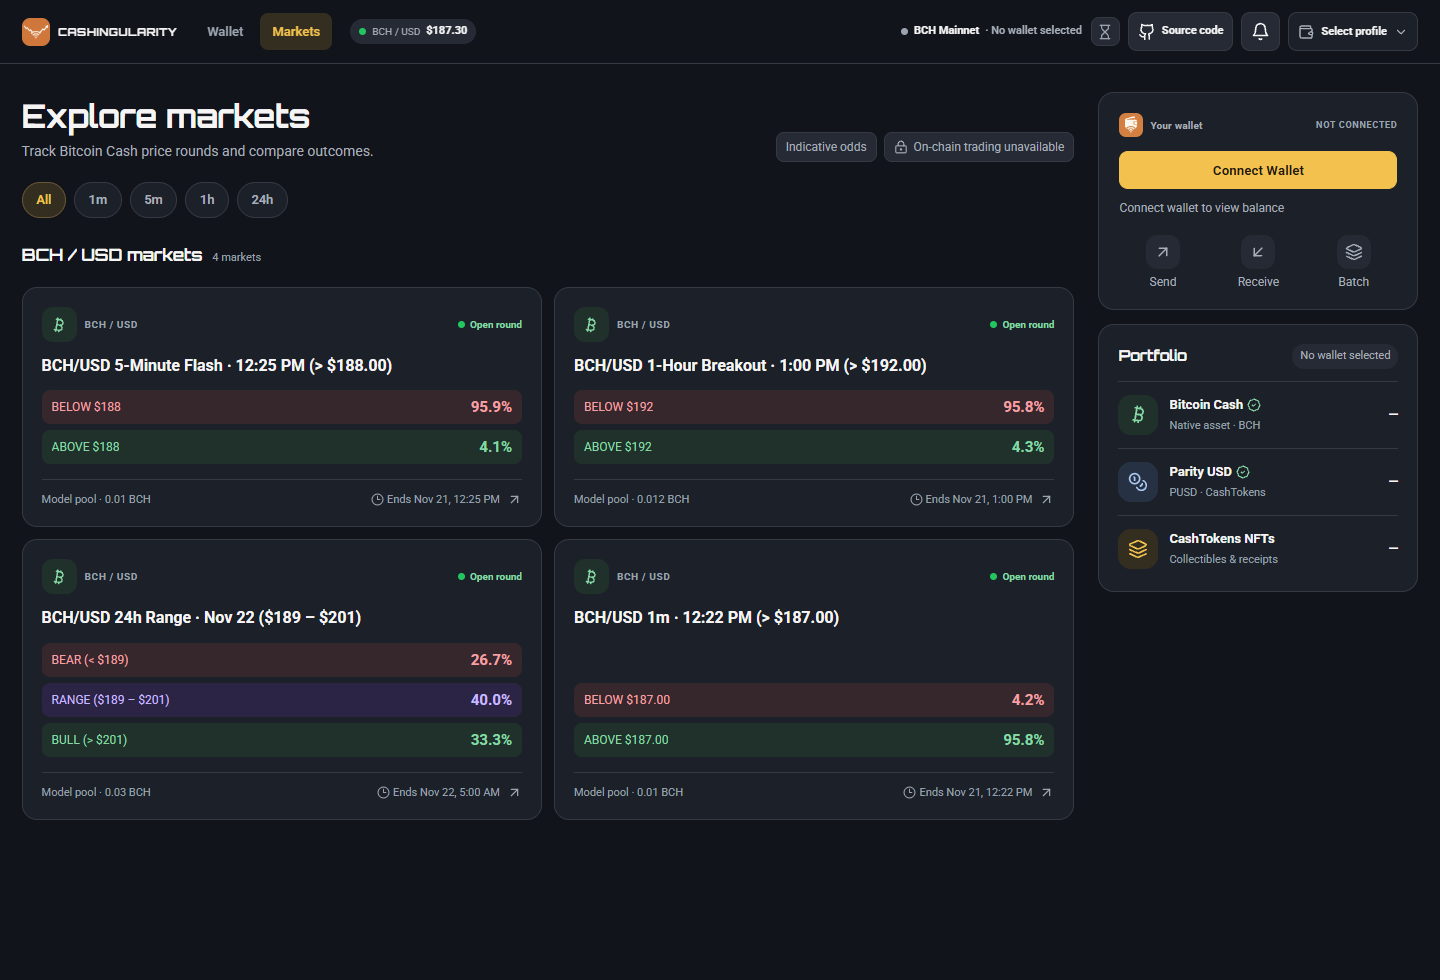 CASHINGULARITY
Wallet
Markets
BCH / USD $187.30
BCH Mainnet · No wallet selected
Source code
Select profile
Explore markets
Track Bitcoin Cash price rounds and compare outcomes.
Indicative odds
On-chain trading unavailable
All
1m
5m
1h
24h
BCH / USD markets 4 markets
BCH / USD
Open round
BCH/USD 5-Minute Flash · 12:25 PM (> $188.00)
BELOW $188 95.9%
ABOVE $188 4.1%
Model pool · 0.01 BCH
Ends Nov 21, 12:25 PM
BCH / USD
Open round
BCH/USD 1-Hour Breakout · 1:00 PM (> $192.00)
BELOW $192 95.8%
ABOVE $192 4.3%
Model pool · 0.012 BCH
Ends Nov 21, 1:00 PM
BCH / USD
Open round
BCH/USD 24h Range · Nov 22 ($189 – $201)
BEAR (< $189) 26.7%
RANGE ($189 – $201) 40.0%
BULL (> $201) 33.3%
Model pool · 0.03 BCH
Ends Nov 22, 5:00 AM
BCH / USD
Open round
BCH/USD 1m · 12:22 PM (> $187.00)
BELOW $187.00 4.2%
ABOVE $187.00 95.8%
Model pool · 0.01 BCH
Ends Nov 21, 12:22 PM
Your wallet
NOT CONNECTED
Connect Wallet
Connect wallet to view balance
Send
Receive
Batch
Portfolio
No wallet selected
Bitcoin Cash
Native asset · BCH
–
Parity USD
PUSD · CashTokens
–
CashTokens NFTs
Collectibles & receipts
–